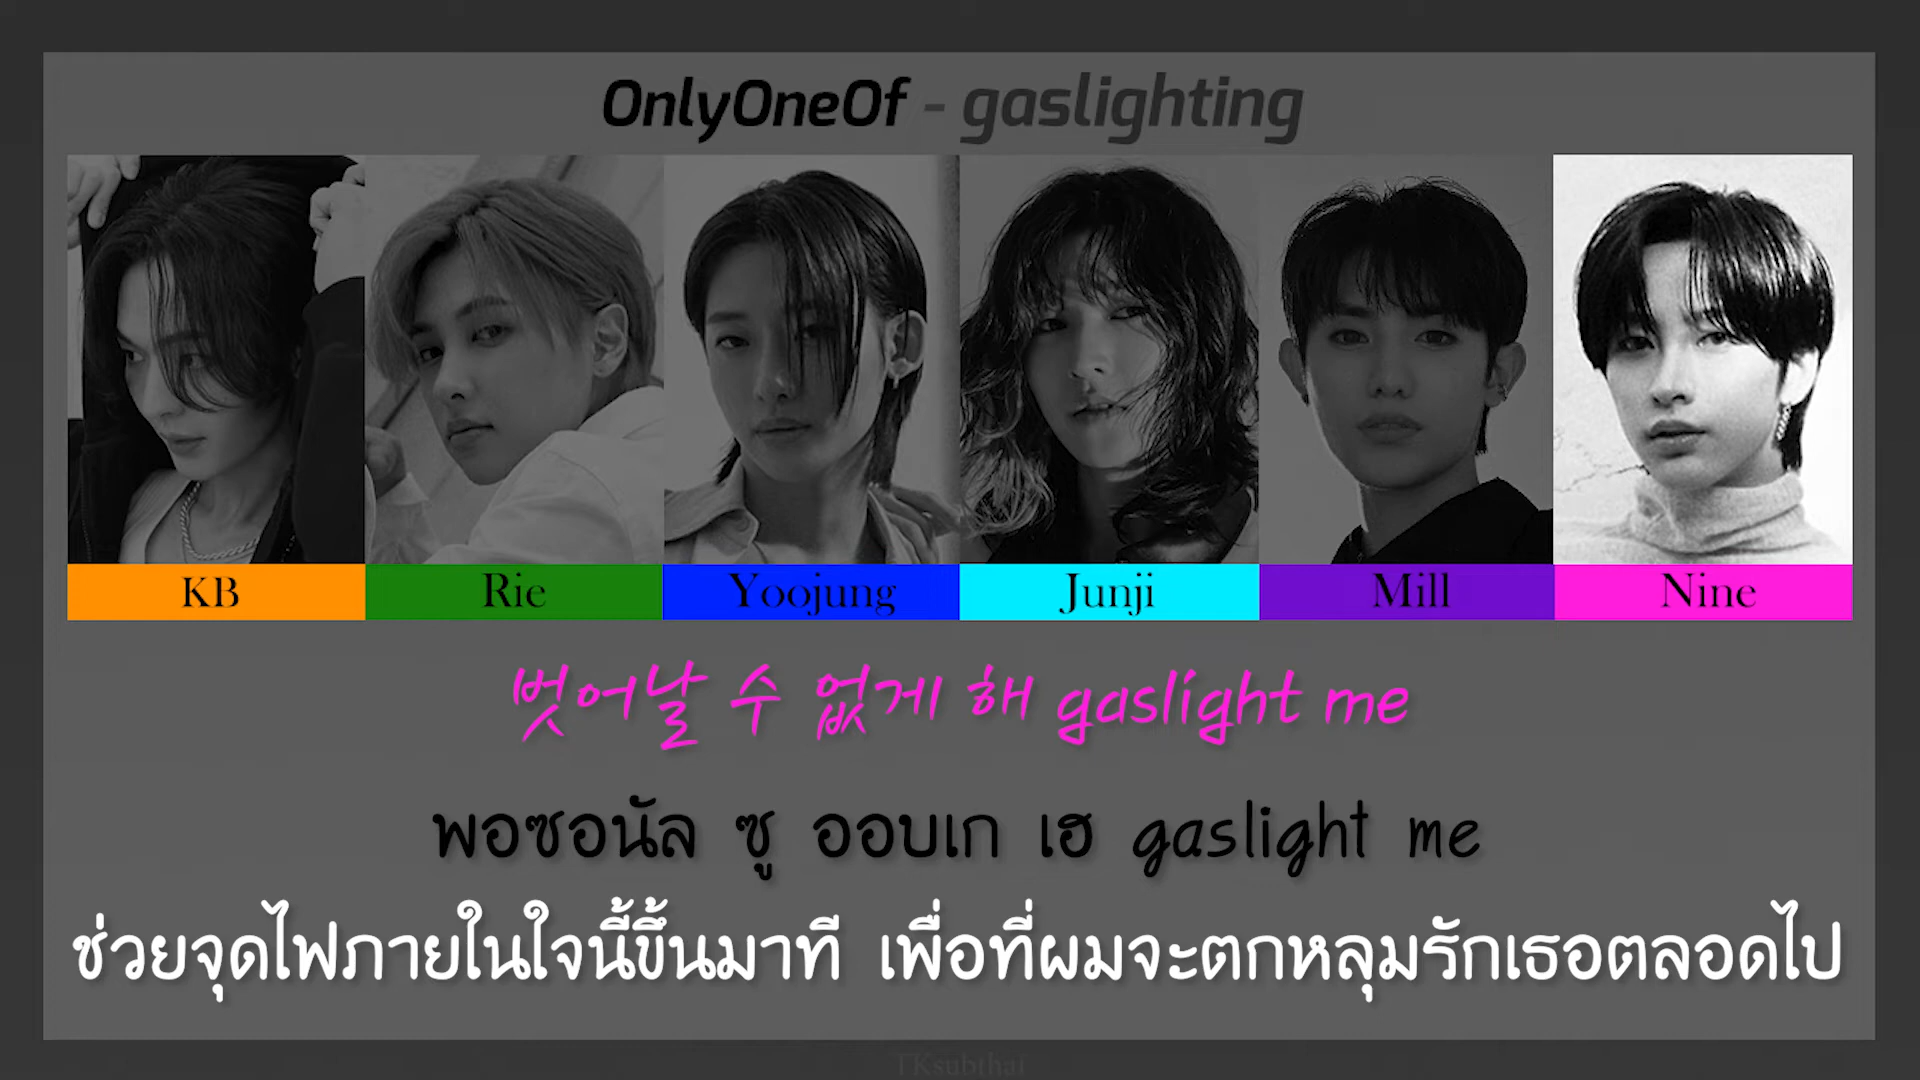 OnlyOneOf - gaslighting
KB Rie Yoojung Junji Mill Nine
벗어날 수 없게 해 gaslight me
พอซอนัล ซู ออบเก เฮ gaslight me
ช่วยจุดไฟภายในใจนี้ขึ้นมาที เพื่อที่ผมจะตกหลุมรักเธอตลอดไป
TKsubthai